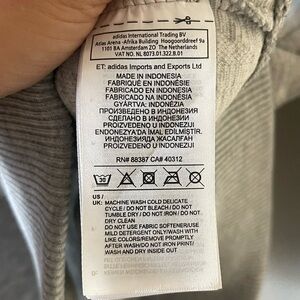 adidas International Trading BV
Atlas Arena -Afrika Building Hoogoorddreef 9a
1101 BA Amsterdam ZO The Netherlands
VAT NO. NL 8073.01.322.B.01
ET: adidas Imports and Exports Ltd
MADE IN INDONESIA
FABRIQUÉ EN INDONÉSIE
FABRICADO EN INDONESIA
FABRICADO NA INDONÉSIA
GYÁRTVA: INDONÉZIA
ПРОИЗВЕДЕНО В ИНДОНЕЗИЯ
СДЕЛАНО В ИНДОНЕЗИИ
PROIZVEDENO U INDONEZIJI
ENDONEZYA'DA İMAL EDİLMİŞTİR.
ИНДОНЕЗИЯДА ӨНДІРІЛГЕН
PROIZVEDENO U INDONEZIJI
RN# 88387 CA# 40312
30
US /
UK: MACHINE WASH COLD DELICATE
CYCLE / DO NOT BLEACH / DO NOT
TUMBLE DRY / DO NOT IRON / DO NOT
DRY CLEAN
DO NOT USE FABRIC SOFTENER/USE
MILD DETERGENT ONLY/WASH WITH
LIKE COLORS/REMOVE PROMPTLY
AFTER WASH/DO NOT IRON PRINT/
WASH AND DRY INSIDE OUT